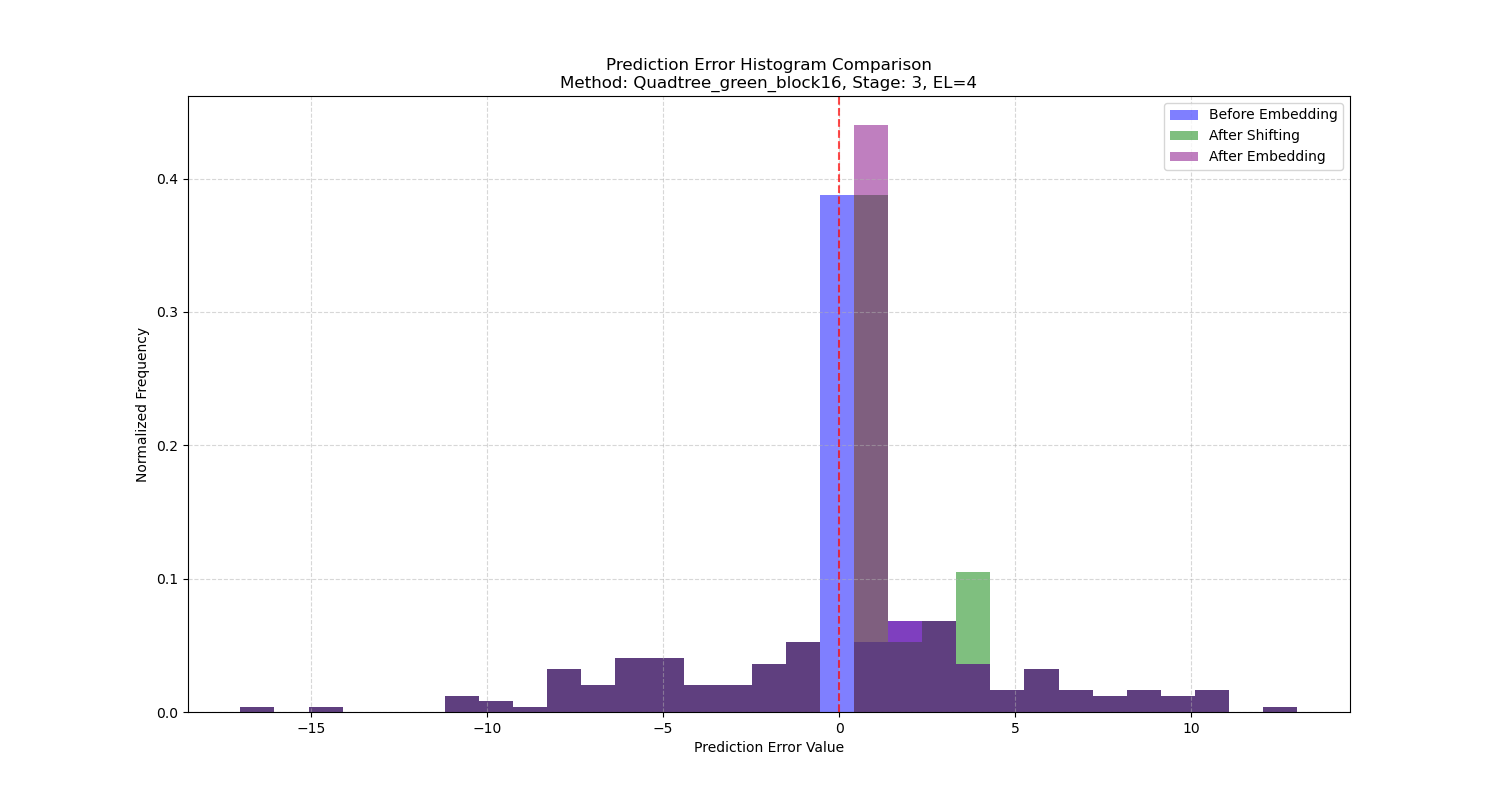 Prediction Error Histogram Comparison
Method: Quadtree_green_block16, Stage: 3, EL=4
Before Embedding
After Shifting
After Embedding
Normalized Frequency
0.4
0.3
0.2
0.1
0.0
−15
−10
−5
0
5
10
Prediction Error Value